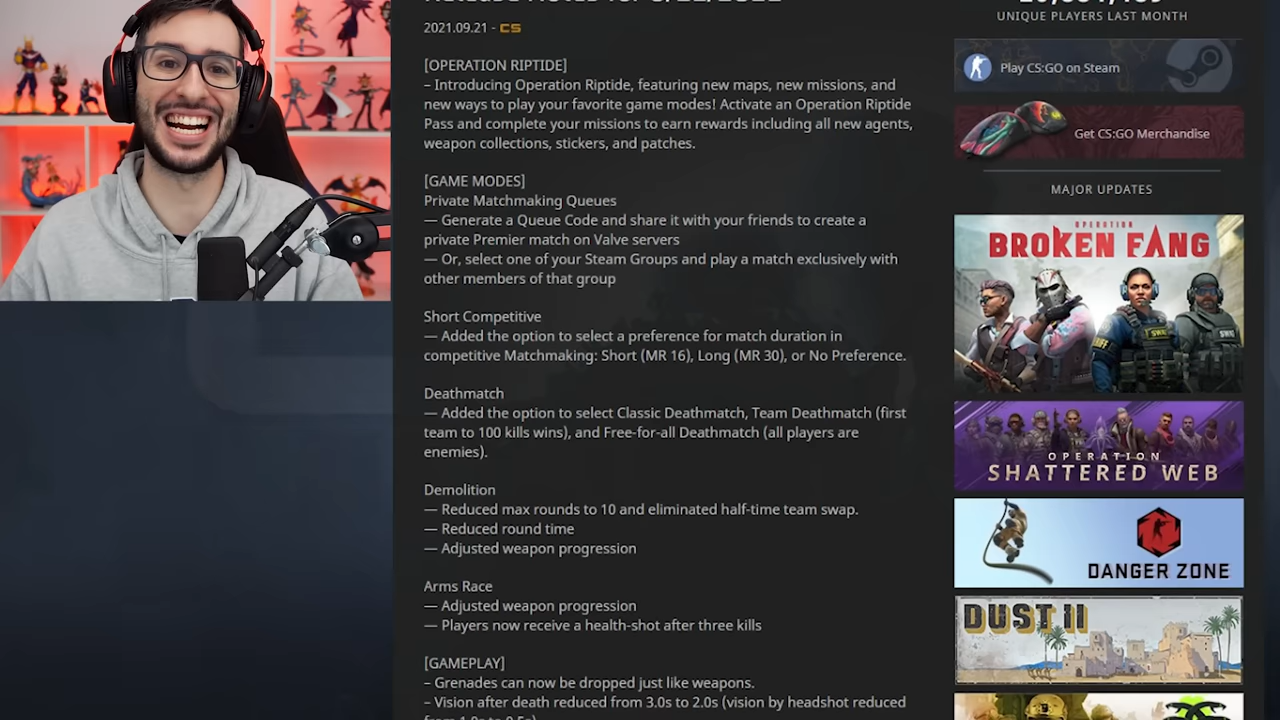 2021.09.21 - CS
[OPERATION RIPTIDE]
– Introducing Operation Riptide, featuring new maps, new missions, and
new ways to play your favorite game modes! Activate an Operation Riptide
Pass and complete your missions to earn rewards including all new agents,
weapon collections, stickers, and patches.
[GAME MODES]
Private Matchmaking Queues
— Generate a Queue Code and share it with your friends to create a
private Premier match on Valve servers
— Or, select one of your Steam Groups and play a match exclusively with
other members of that group
Short Competitive
— Added the option to select a preference for match duration in
competitive Matchmaking: Short (MR 16), Long (MR 30), or No Preference.
Deathmatch
— Added the option to select Classic Deathmatch, Team Deathmatch (first
team to 100 kills wins), and Free-for-all Deathmatch (all players are
enemies).
Demolition
— Reduced max rounds to 10 and eliminated half-time team swap.
— Reduced round time
— Adjusted weapon progression
Arms Race
— Adjusted weapon progression
— Players now receive a health-shot after three kills
[GAMEPLAY]
– Grenades can now be dropped just like weapons.
– Vision after death reduced from 3.0s to 2.0s (vision by headshot reduced
UNIQUE PLAYERS LAST MONTH
Play CS:GO on Steam
Get CS:GO Merchandise
MAJOR UPDATES
OPERATION
BROKEN FANG
SWAT
OPERATION
SHATTERED WEB
DANGER ZONE
DUST II